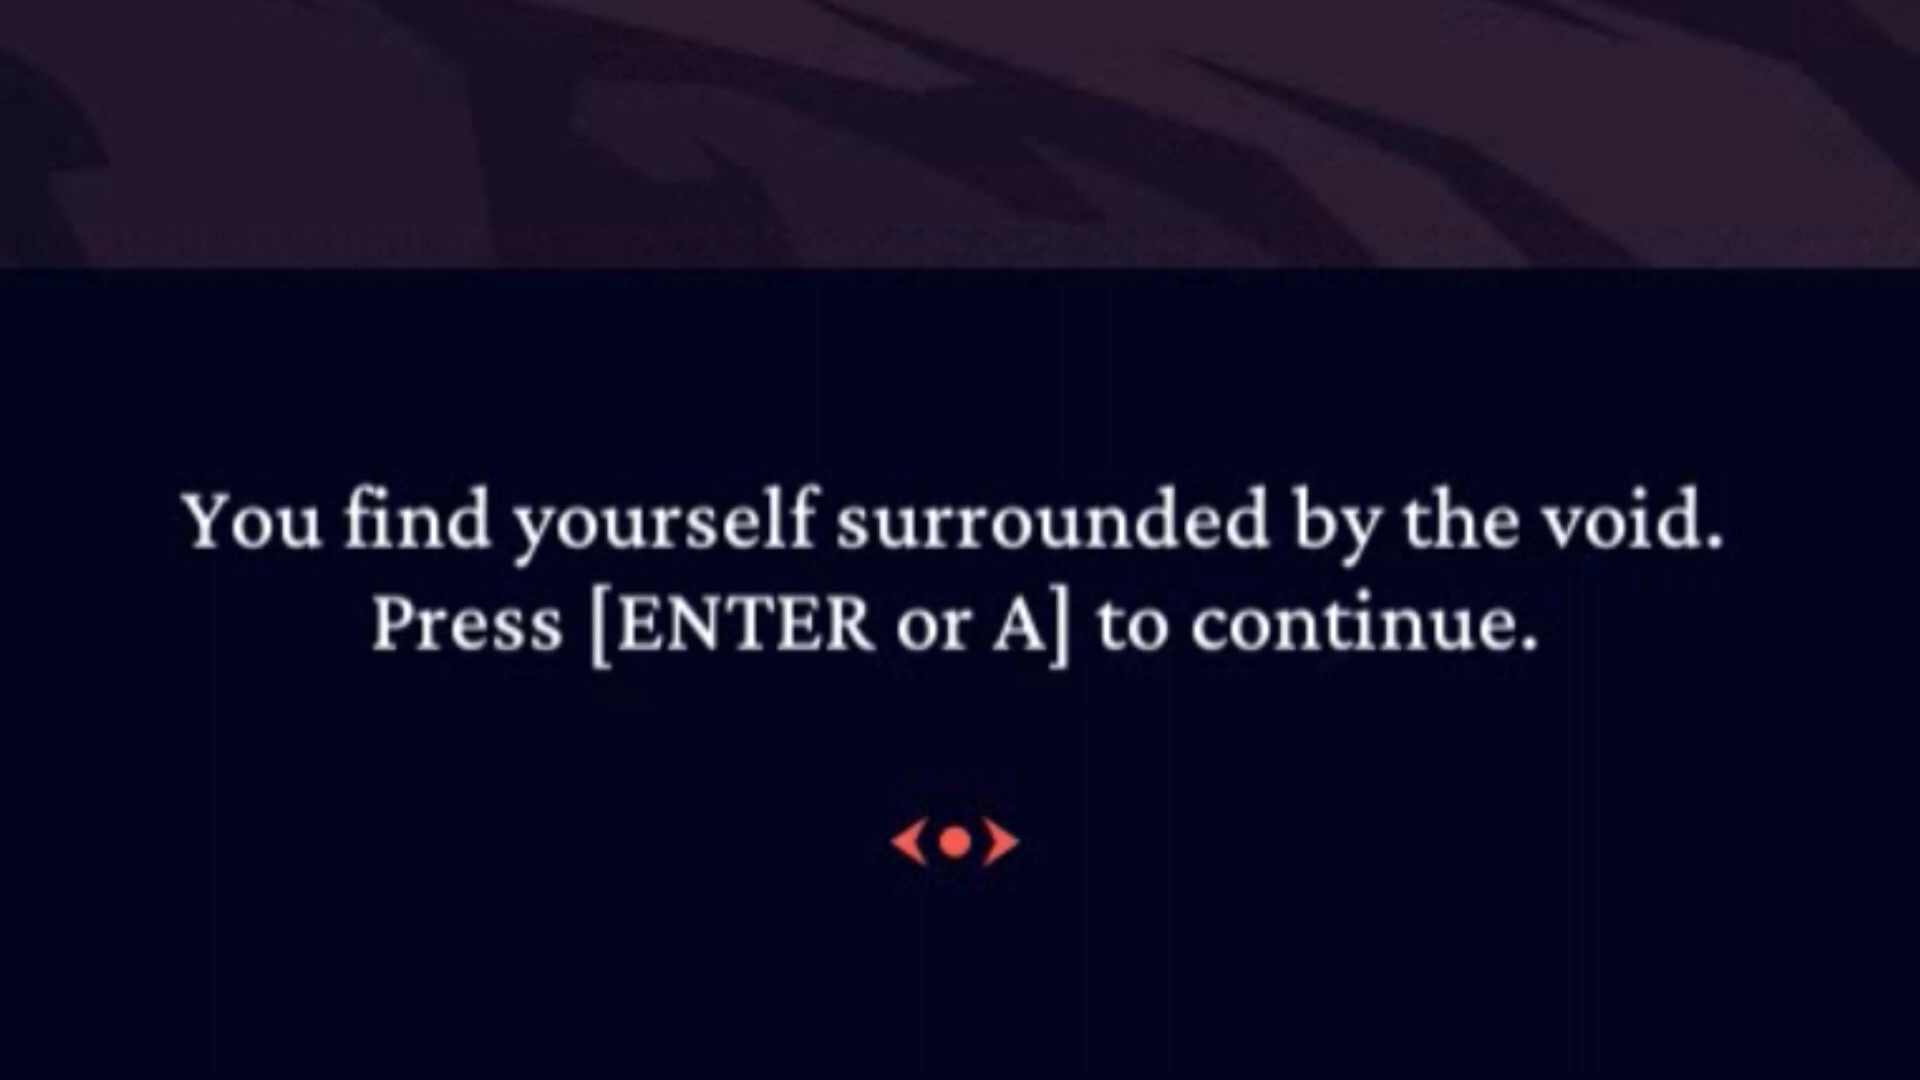 You find yourself surrounded by the void.
Press [ENTER or A] to continue.